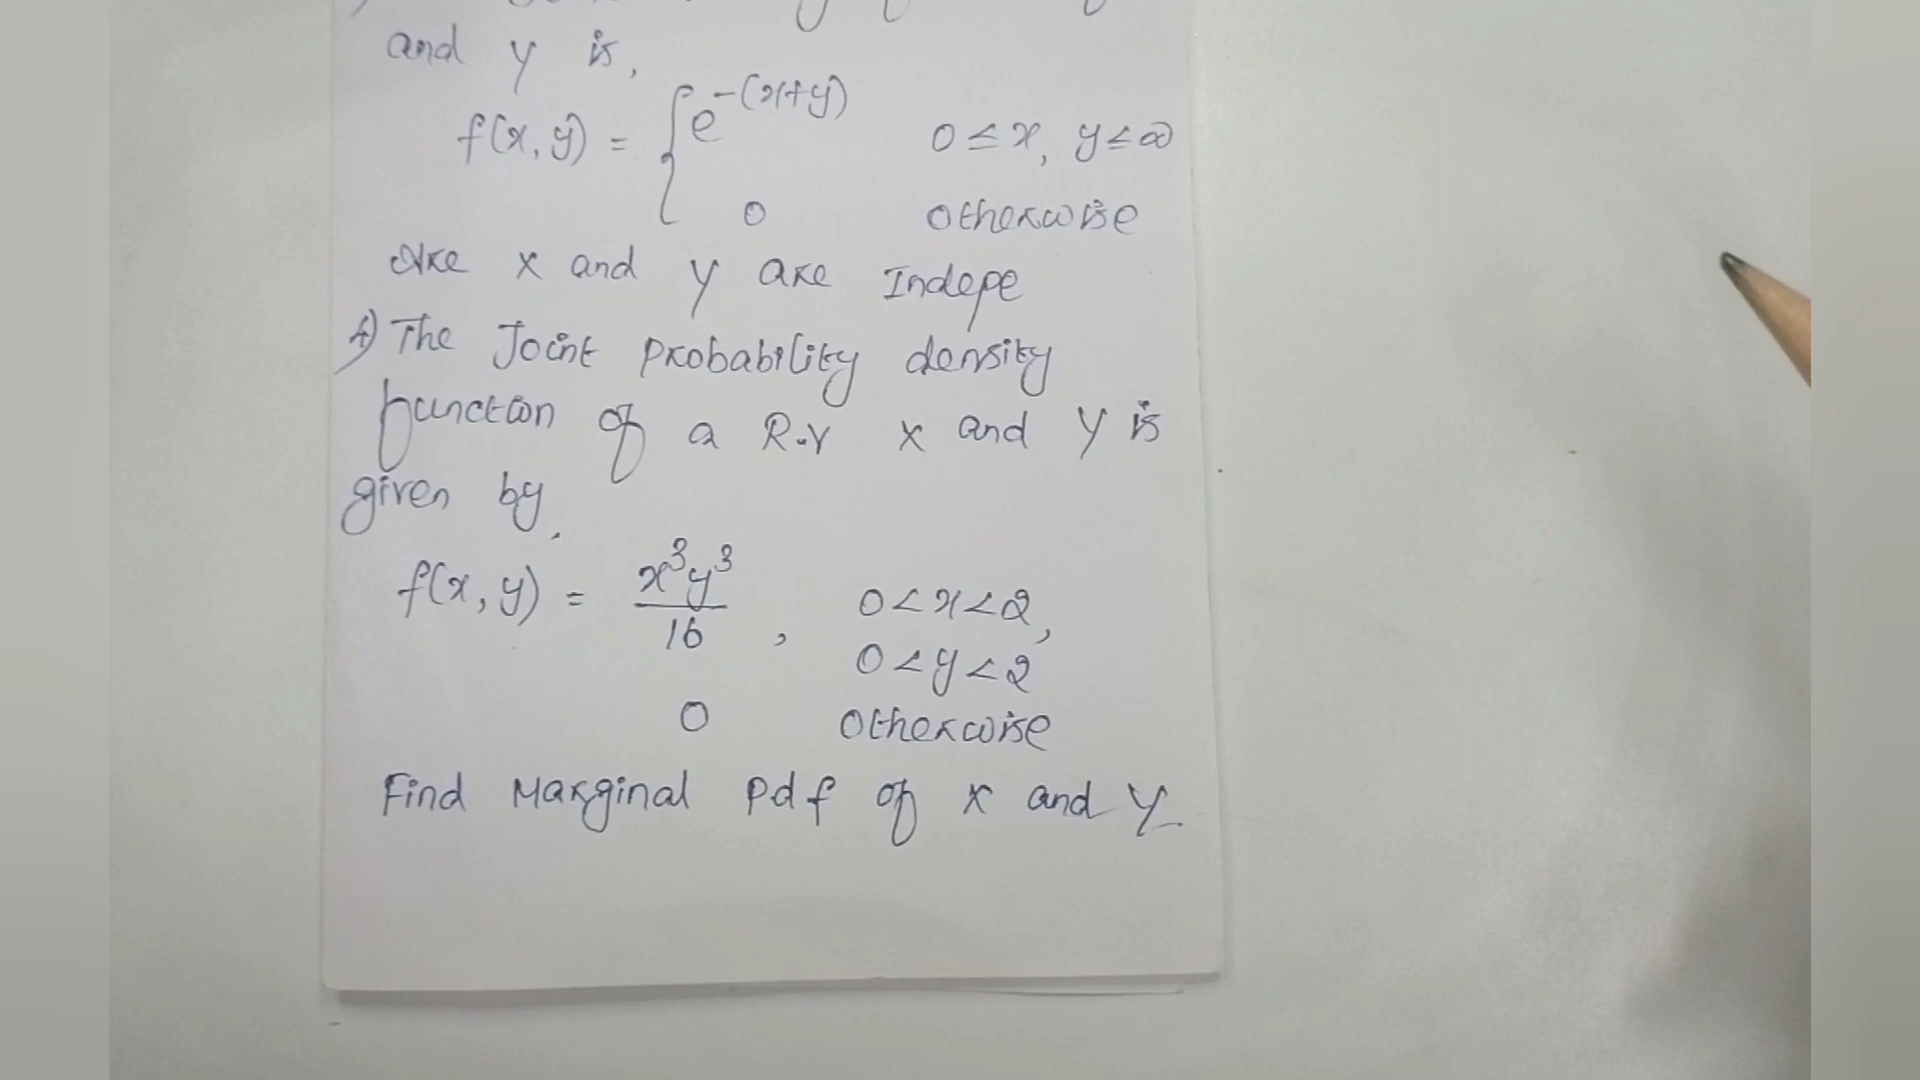 and y is,
f(x, y) = { e^-(x+y) 0 ≤ x, y ≤ ∞
0 otherwise
Are x and y are Indepe
4) The Joint probability density
function of a R.V x and y is
given by,
f(x, y) = x³y³/16 , 0 < x < 2,
0 < y < 2
0 otherwise
Find Marginal Pdf of x and y